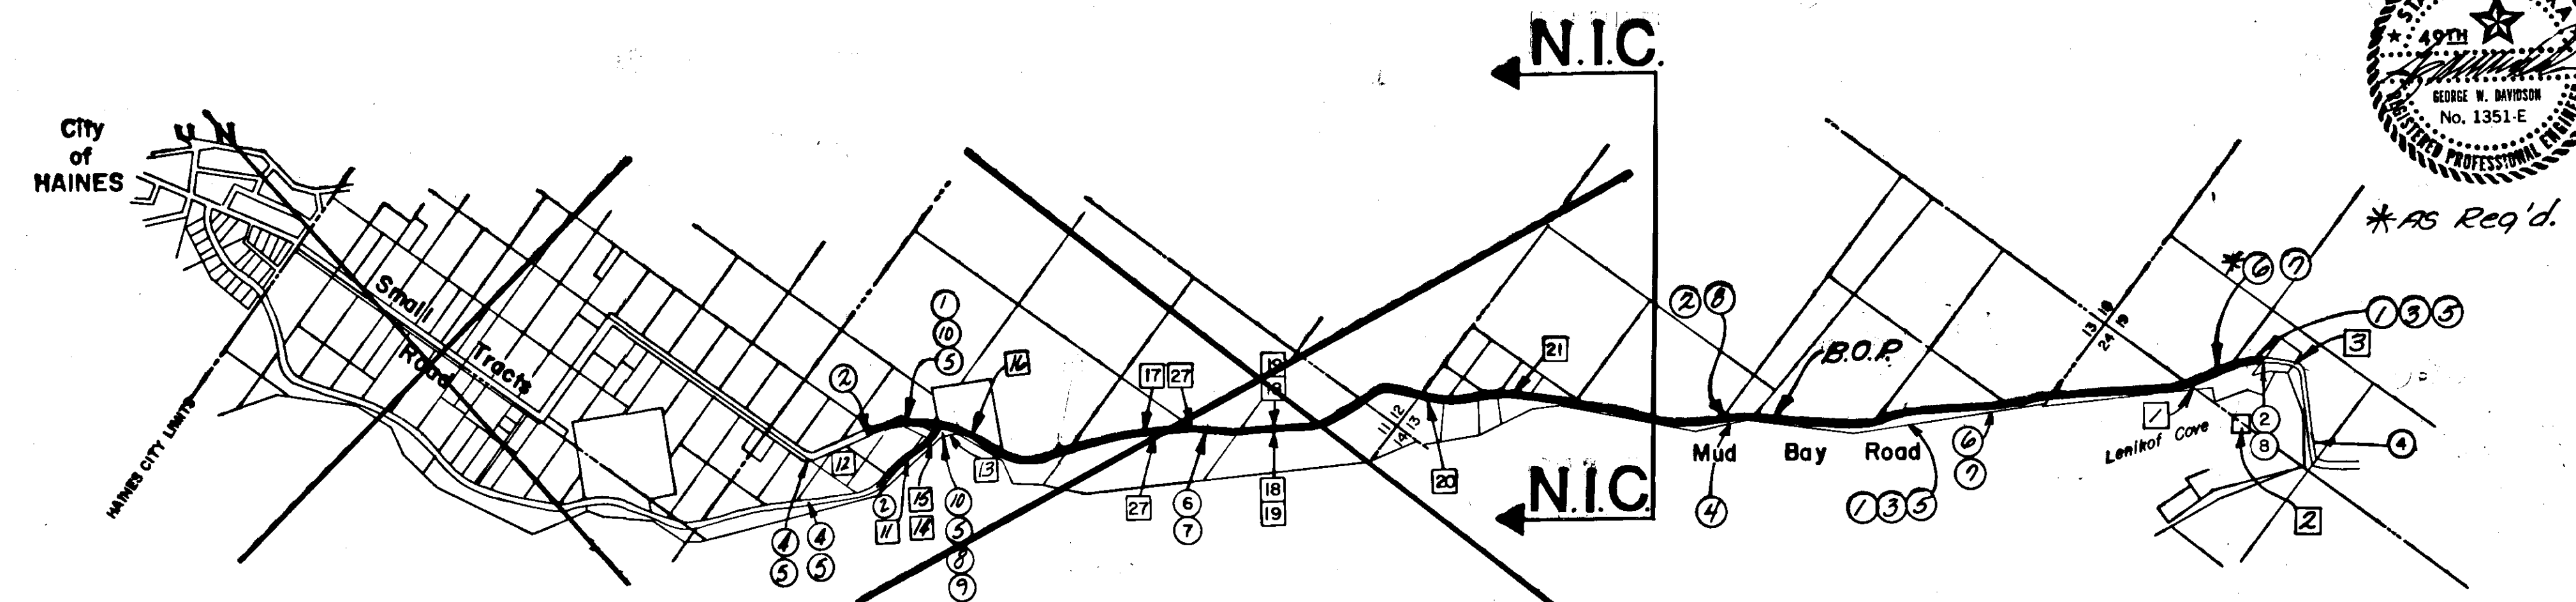 N.I.C.
49TH
GEORGE W. DAVIDSON
No. 1351-E
REGISTERED PROFESSIONAL ENGINEER
* AS Req'd.
City
of
HAINES
Small
Tracts
Road
HAINES CITY LIMITS
2
1
10
5
16
12
4
5
4
5
2
11
15
14
13
10
5
8
9
17 27
27
6
7
18
19
11 12
14 13
20
21
N.I.C.
2 8
4
B.O.P.
Mud Bay Road
1 3 5
6
7
13 18
24 19
* 6 7
1 3 5
3
1
Lenikof Cove
2
8
4
2